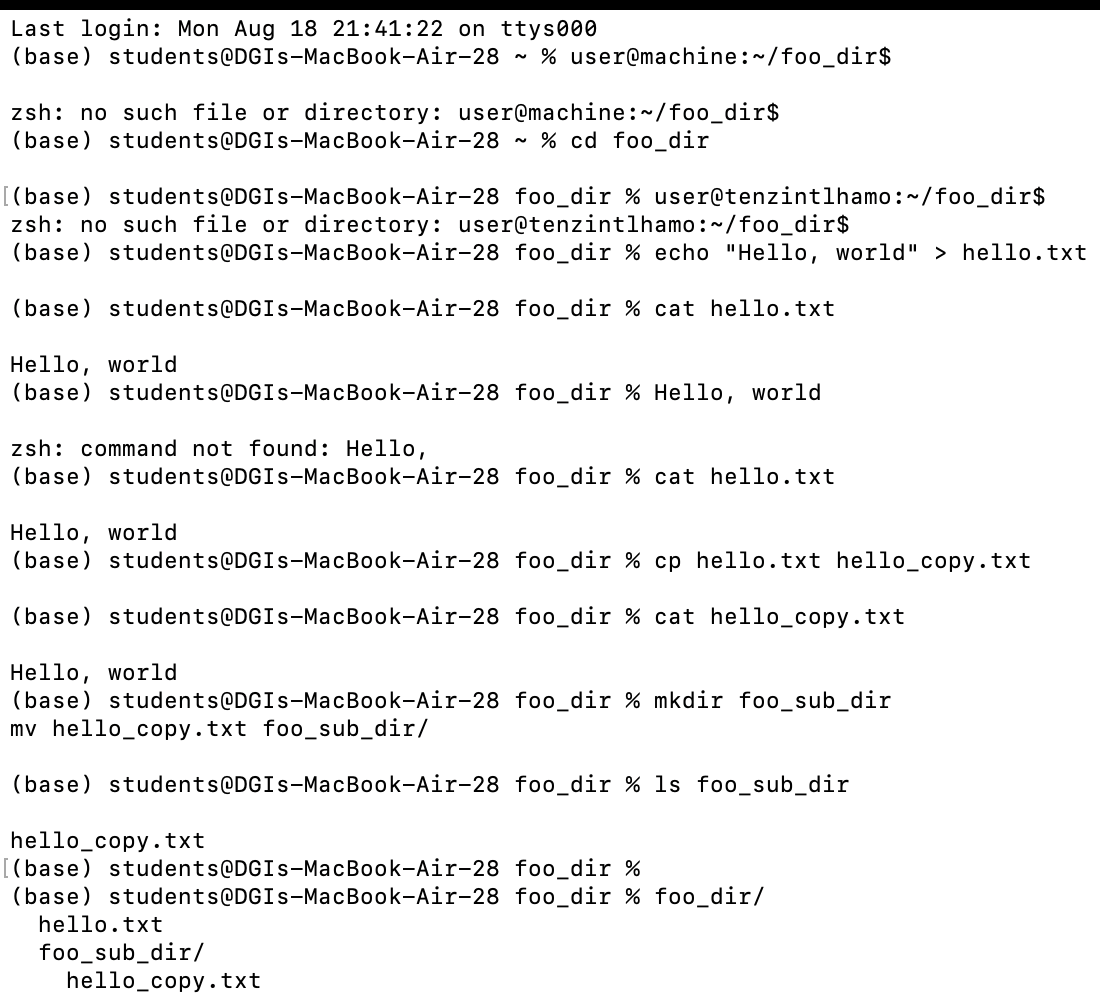 Last login: Mon Aug 18 21:41:22 on ttys000
(base) students@DGIs-MacBook-Air-28 ~ % user@machine:~/foo_dir$
zsh: no such file or directory: user@machine:~/foo_dir$
(base) students@DGIs-MacBook-Air-28 ~ % cd foo_dir
[(base) students@DGIs-MacBook-Air-28 foo_dir % user@tenzintlhamo:~/foo_dir$
zsh: no such file or directory: user@tenzintlhamo:~/foo_dir$
(base) students@DGIs-MacBook-Air-28 foo_dir % echo "Hello, world" > hello.txt
(base) students@DGIs-MacBook-Air-28 foo_dir % cat hello.txt
Hello, world
(base) students@DGIs-MacBook-Air-28 foo_dir % Hello, world
zsh: command not found: Hello,
(base) students@DGIs-MacBook-Air-28 foo_dir % cat hello.txt
Hello, world
(base) students@DGIs-MacBook-Air-28 foo_dir % cp hello.txt hello_copy.txt
(base) students@DGIs-MacBook-Air-28 foo_dir % cat hello_copy.txt
Hello, world
(base) students@DGIs-MacBook-Air-28 foo_dir % mkdir foo_sub_dir
mv hello_copy.txt foo_sub_dir/
(base) students@DGIs-MacBook-Air-28 foo_dir % ls foo_sub_dir
hello_copy.txt
[(base) students@DGIs-MacBook-Air-28 foo_dir %
(base) students@DGIs-MacBook-Air-28 foo_dir % foo_dir/
  hello.txt
  foo_sub_dir/
    hello_copy.txt